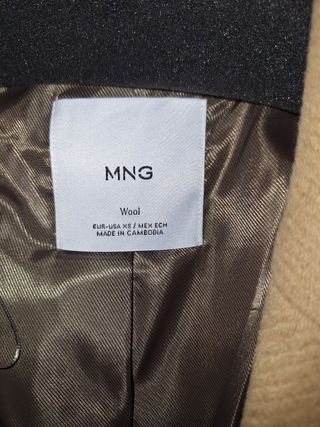 MNG
Wool
EUR-USA XS / MEX ECH
MADE IN CAMBODIA